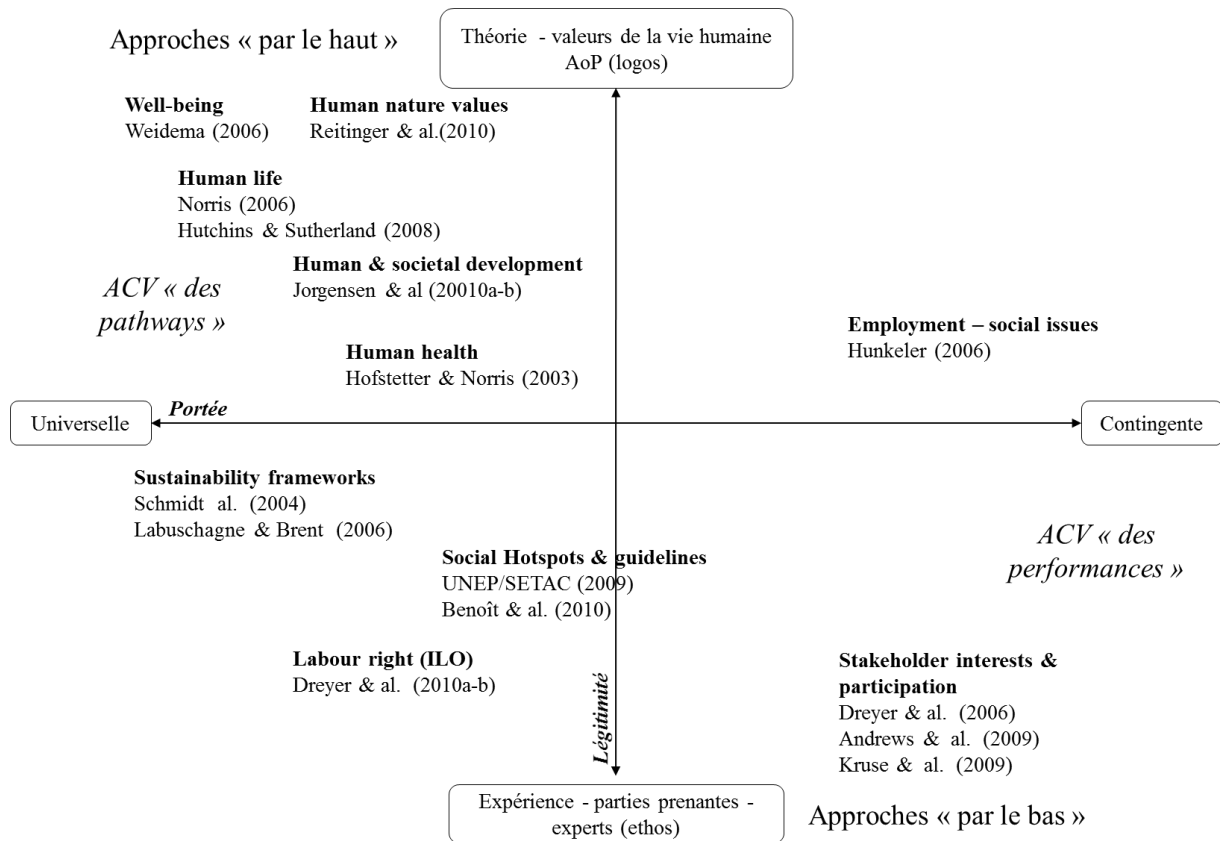 Approches « par le haut »
Théorie - valeurs de la vie humaine
AoP (logos)
Well-being
Weidema (2006)
Human nature values
Reitinger & al.(2010)
Human life
Norris (2006)
Hutchins & Sutherland (2008)
Human & societal development
Jorgensen & al (20010a-b)
ACV « des
pathways »
Employment – social issues
Hunkeler (2006)
Human health
Hofstetter & Norris (2003)
Universelle
Portée
Contingente
Sustainability frameworks
Schmidt al. (2004)
Labuschagne & Brent (2006)
ACV « des
performances »
Social Hotspots & guidelines
UNEP/SETAC (2009)
Benoît & al. (2010)
Labour right (ILO)
Dreyer & al. (2010a-b)
Légitimité
Stakeholder interests &
participation
Dreyer & al. (2006)
Andrews & al. (2009)
Kruse & al. (2009)
Expérience - parties prenantes -
experts (ethos)
Approches « par le bas »